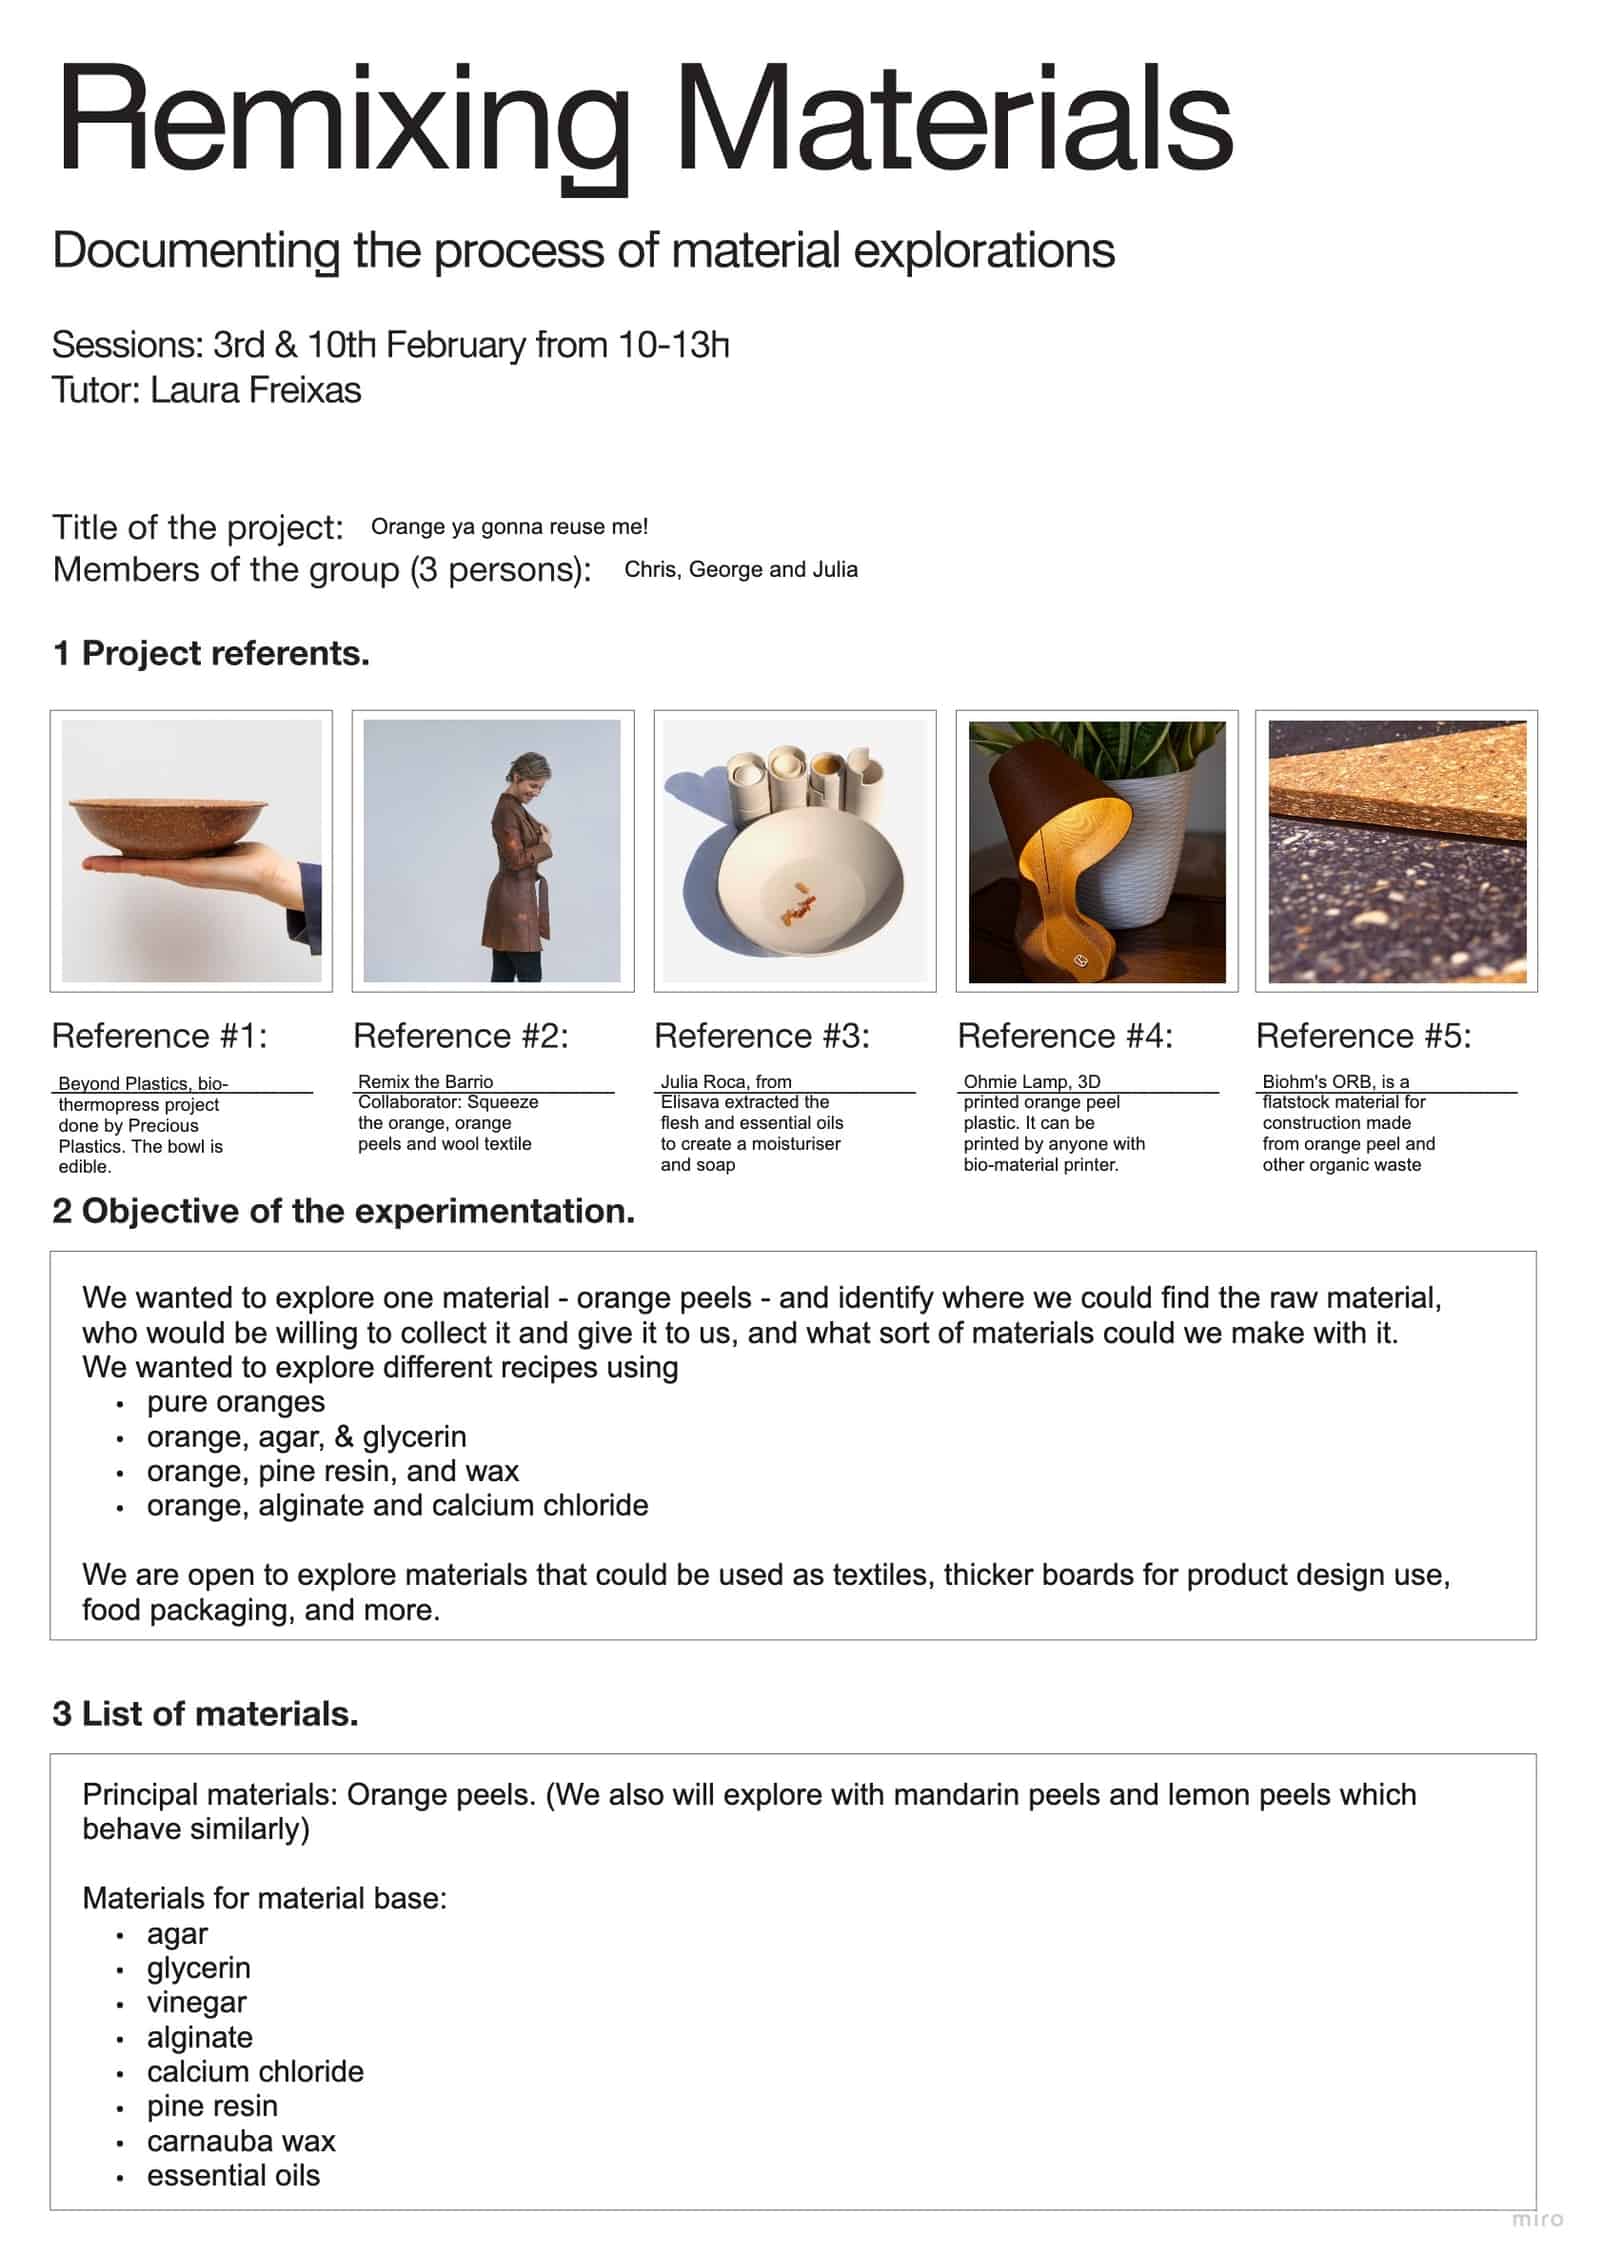 Remixing Materials
Documenting the process of material explorations
Sessions: 3rd & 10th February from 10-13h
Tutor: Laura Freixas
Title of the project: Orange ya gonna reuse me!
Members of the group (3 persons): Chris, George and Julia
1 Project referents.
Reference #1:
Beyond Plastics, bio-
thermopress project
done by Precious
Plastics. The bowl is
edible.
Reference #2:
Remix the Barrio
Collaborator: Squeeze
the orange, orange
peels and wool textile
Reference #3:
Julia Roca, from
Elisava extracted the
flesh and essential oils
to create a moisturiser
and soap
Reference #4:
Ohmie Lamp, 3D
printed orange peel
plastic. It can be
printed by anyone with
bio-material printer.
Reference #5:
Biohm's ORB, is a
flatstock material for
construction made
from orange peel and
other organic waste
2 Objective of the experimentation.
We wanted to explore one material - orange peels - and identify where we could find the raw material,
who would be willing to collect it and give it to us, and what sort of materials could we make with it.
We wanted to explore different recipes using
• pure oranges
• orange, agar, & glycerin
• orange, pine resin, and wax
• orange, alginate and calcium chloride
We are open to explore materials that could be used as textiles, thicker boards for product design use,
food packaging, and more.
3 List of materials.
Principal materials: Orange peels. (We also will explore with mandarin peels and lemon peels which
behave similarly)
Materials for material base:
• agar
• glycerin
• vinegar
• alginate
• calcium chloride
• pine resin
• carnauba wax
• essential oils
miro